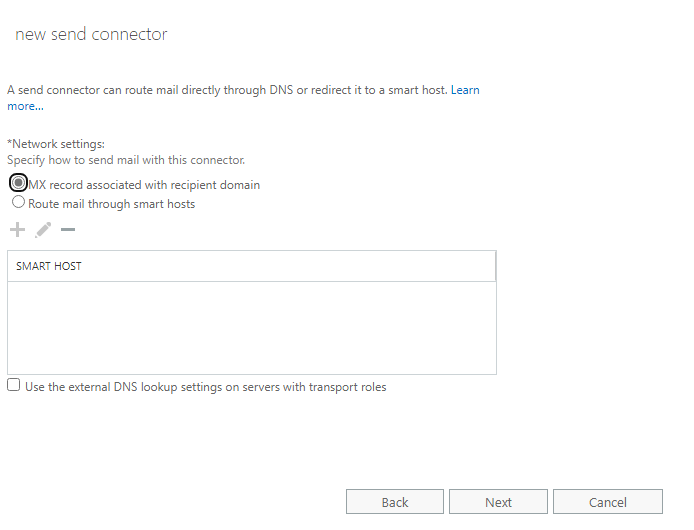 new send connector
A send connector can route mail directly through DNS or redirect it to a smart host. Learn
more...
*Network settings:
Specify how to send mail with this connector.
MX record associated with recipient domain
Route mail through smart hosts
SMART HOST
Use the external DNS lookup settings on servers with transport roles
Back Next Cancel